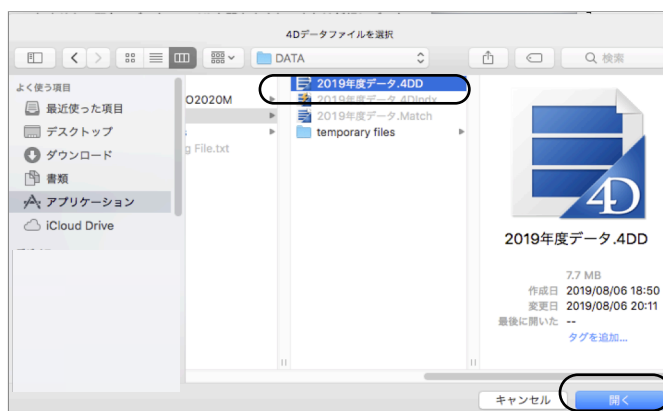 4Dデータファイルを選択
DATA
検索
よく使う項目
最近使った項目
デスクトップ
ダウンロード
書類
アプリケーション
iCloud Drive
O2020M
s
g File.txt
2019年度データ.4DD
2019年度データ.4DIndx
2019年度データ.Match
temporary files
4D
2019年度データ.4DD
7.7 MB
作成日 2019/08/06 18:50
変更日 2019/08/06 20:11
最後に開いた --
タグを追加...
キャンセル
開く